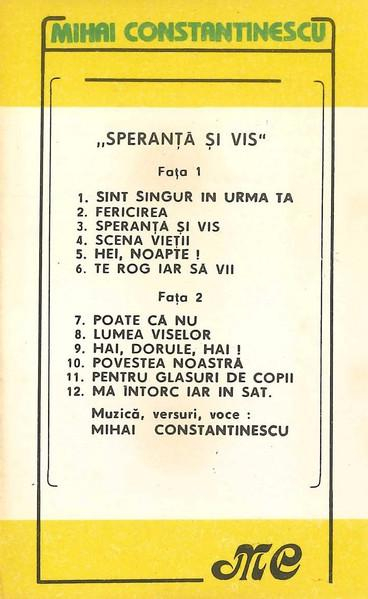 MIHAI CONSTANTINESCU
„SPERANȚĂ ȘI VIS“
Fața 1
1. SINT SINGUR IN URMA TA
2. FERICIREA
3. SPERANȚĂ ȘI VIS
4. SCENA VIEȚII
5. HEI, NOAPTE !
6. TE ROG IAR SĂ VII
Fața 2
7. POATE CĂ NU
8. LUMEA VISELOR
9. HAI, DORULE, HAI !
10. POVESTEA NOASTRĂ
11. PENTRU GLASURI DE COPII
12. MĂ ÎNTORC IAR IN SAT.
Muzică, versuri, voce :
MIHAI CONSTANTINESCU
MC